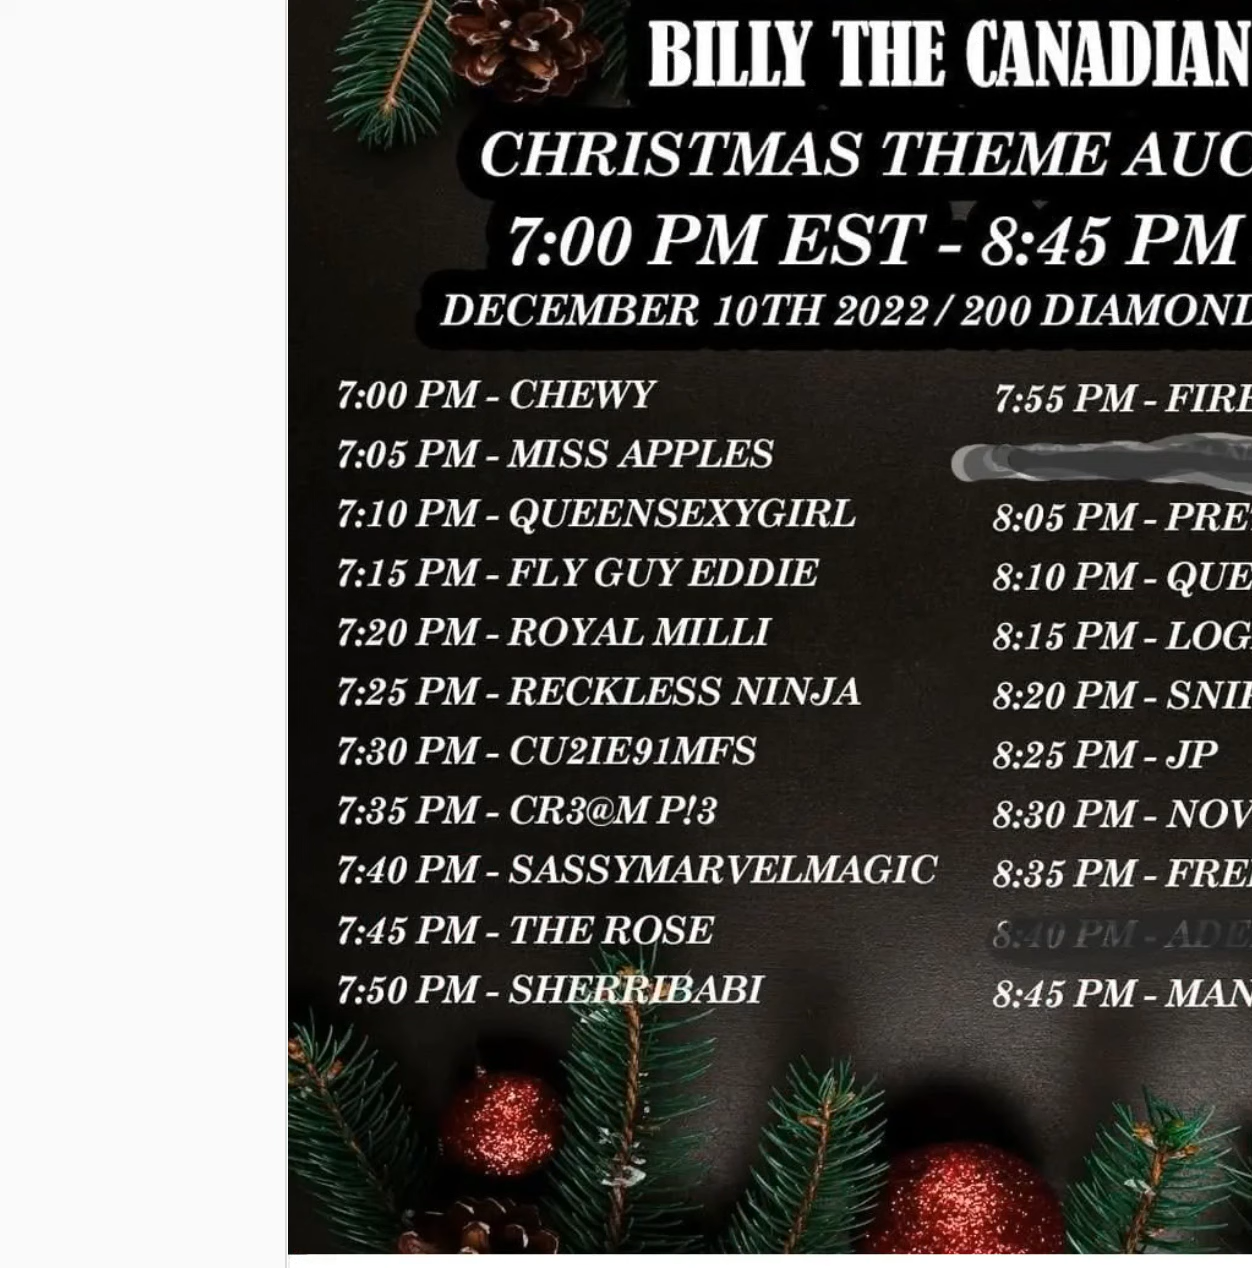 BILLY THE CANADIAN
CHRISTMAS THEME AUC
7:00 PM EST - 8:45 PM
DECEMBER 10TH 2022 / 200 DIAMOND
7:00 PM - CHEWY
7:05 PM - MISS APPLES
7:10 PM - QUEENSEXYGIRL
7:15 PM - FLY GUY EDDIE
7:20 PM - ROYAL MILLI
7:25 PM - RECKLESS NINJA
7:30 PM - CU2IE91MFS
7:35 PM - CR3@M P!3
7:40 PM - SASSYMARVELMAGIC
7:45 PM - THE ROSE
7:50 PM - SHERRIBABI
7:55 PM - FIRE
8:05 PM - PRE
8:10 PM - QUE
8:15 PM - LOG
8:20 PM - SNI
8:25 PM - JP
8:30 PM - NOV
8:35 PM - FRE
8:40 PM - ADE
8:45 PM - MAN